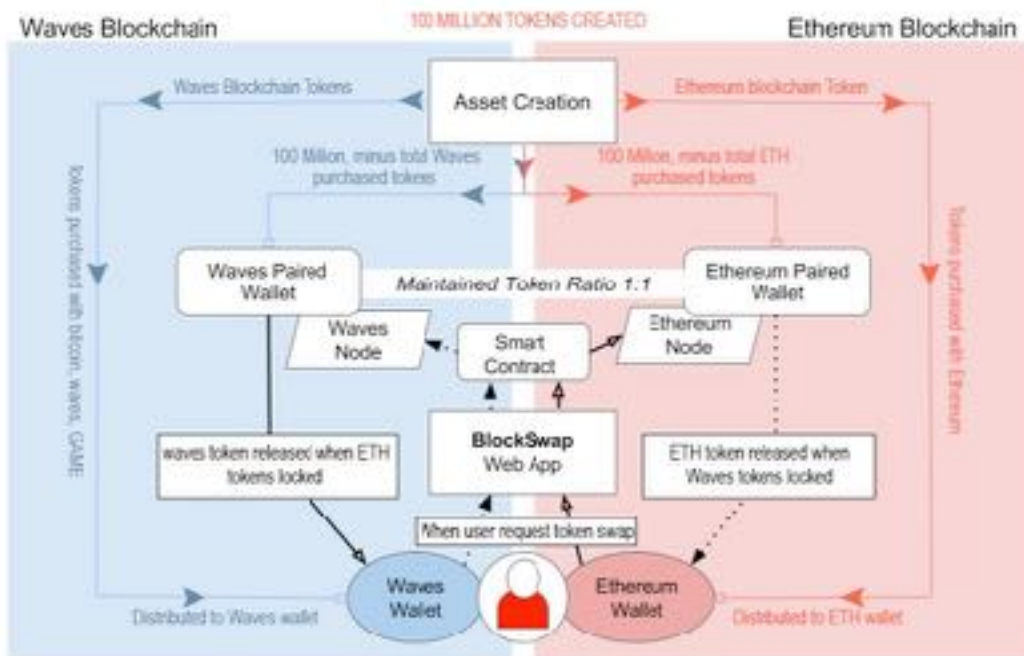 100 MILLION TOKENS CREATED
Waves Blockchain
Ethereum Blockchain
Waves Blockchain Tokens
Asset Creation
Ethereum blockchain Token
100 Million, minus total Waves
purchased tokens
100 Million, minus total ETH
purchased tokens
Tokens purchased with bitcoin, waves, GAME
Tokens purchased with Ethereum
Waves Paired
Wallet
Maintained Token Ratio 1.1
Ethereum Paired
Wallet
Waves
Node
Smart
Contract
Ethereum
Node
BlockSwap
Web App
waves token released when ETH
tokens locked
ETH token released when
Waves tokens locked
When user request token swap
Waves
Wallet
Ethereum
Wallet
Distributed to Waves wallet
Distributed to ETH wallet